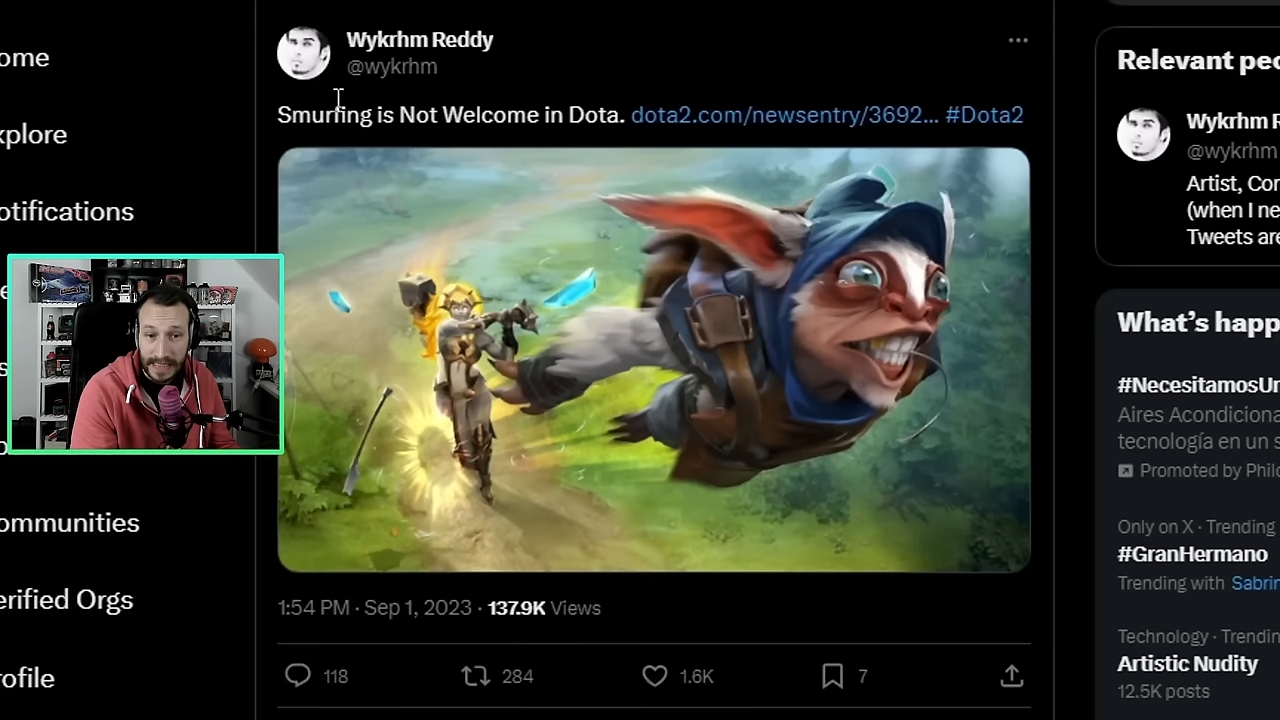 ome
xplore
otifications
ommunities
erified Orgs
rofile
Wykrhm Reddy
@wykrhm
Smurfing is Not Welcome in Dota. dota2.com/newsentry/3692... #Dota2
1:54 PM · Sep 1, 2023 · 137.9K Views
118 284 1.6K 7
Relevant peo
Wykrhm R
@wykrhm
Artist, Cor
(when I ne
Tweets are
What's happ
#NecesitamosUn
Aires Acondiciona
tecnología en un s
Promoted by Philc
Only on X · Trending
#GranHermano
Trending with Sabrin
Technology · Trendin
Artistic Nudity
12.5K posts